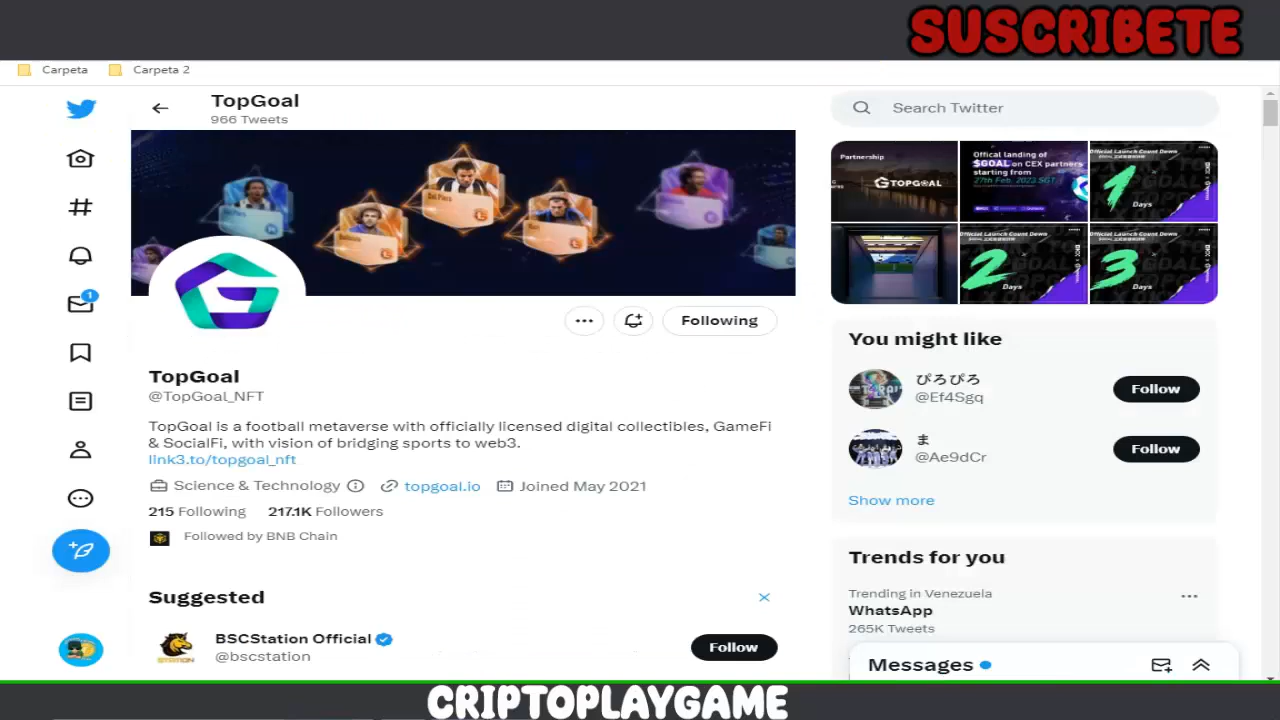 SUSCRIBETE
Carpeta
Carpeta 2
TopGoal
966 Tweets
Search Twitter
Partnership
TOPGOAL
Offical landing of
$GOAL on CEX partners
starting from
27th Feb, 2023 SGT
Official Launch Count Down
1
Days
Official Launch Count Down
2
Days
Official Launch Count Down
3
Days
Following
TopGoal
@TopGoal_NFT
TopGoal is a football metaverse with officially licensed digital collectibles, GameFi
& SocialFi, with vision of bridging sports to web3.
link3.to/topgoal_nft
Science & Technology
topgoal.io
Joined May 2021
215 Following
217.1K Followers
Followed by BNB Chain
You might like
ぴろぴろ
@Ef4Sgq
Follow
ま
@Ae9dCr
Follow
Show more
Trends for you
Trending in Venezuela
WhatsApp
265K Tweets
Suggested
BSCStation Official
@bscstation
Follow
Messages
1
CRIPTOPLAYGAME